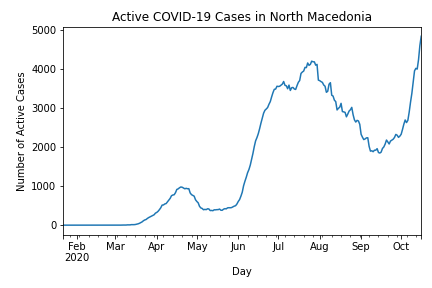 Active COVID-19 Cases in North Macedonia
Number of Active Cases
5000
4000
3000
2000
1000
0
Feb Mar Apr May Jun Jul Aug Sep Oct
2020
Day